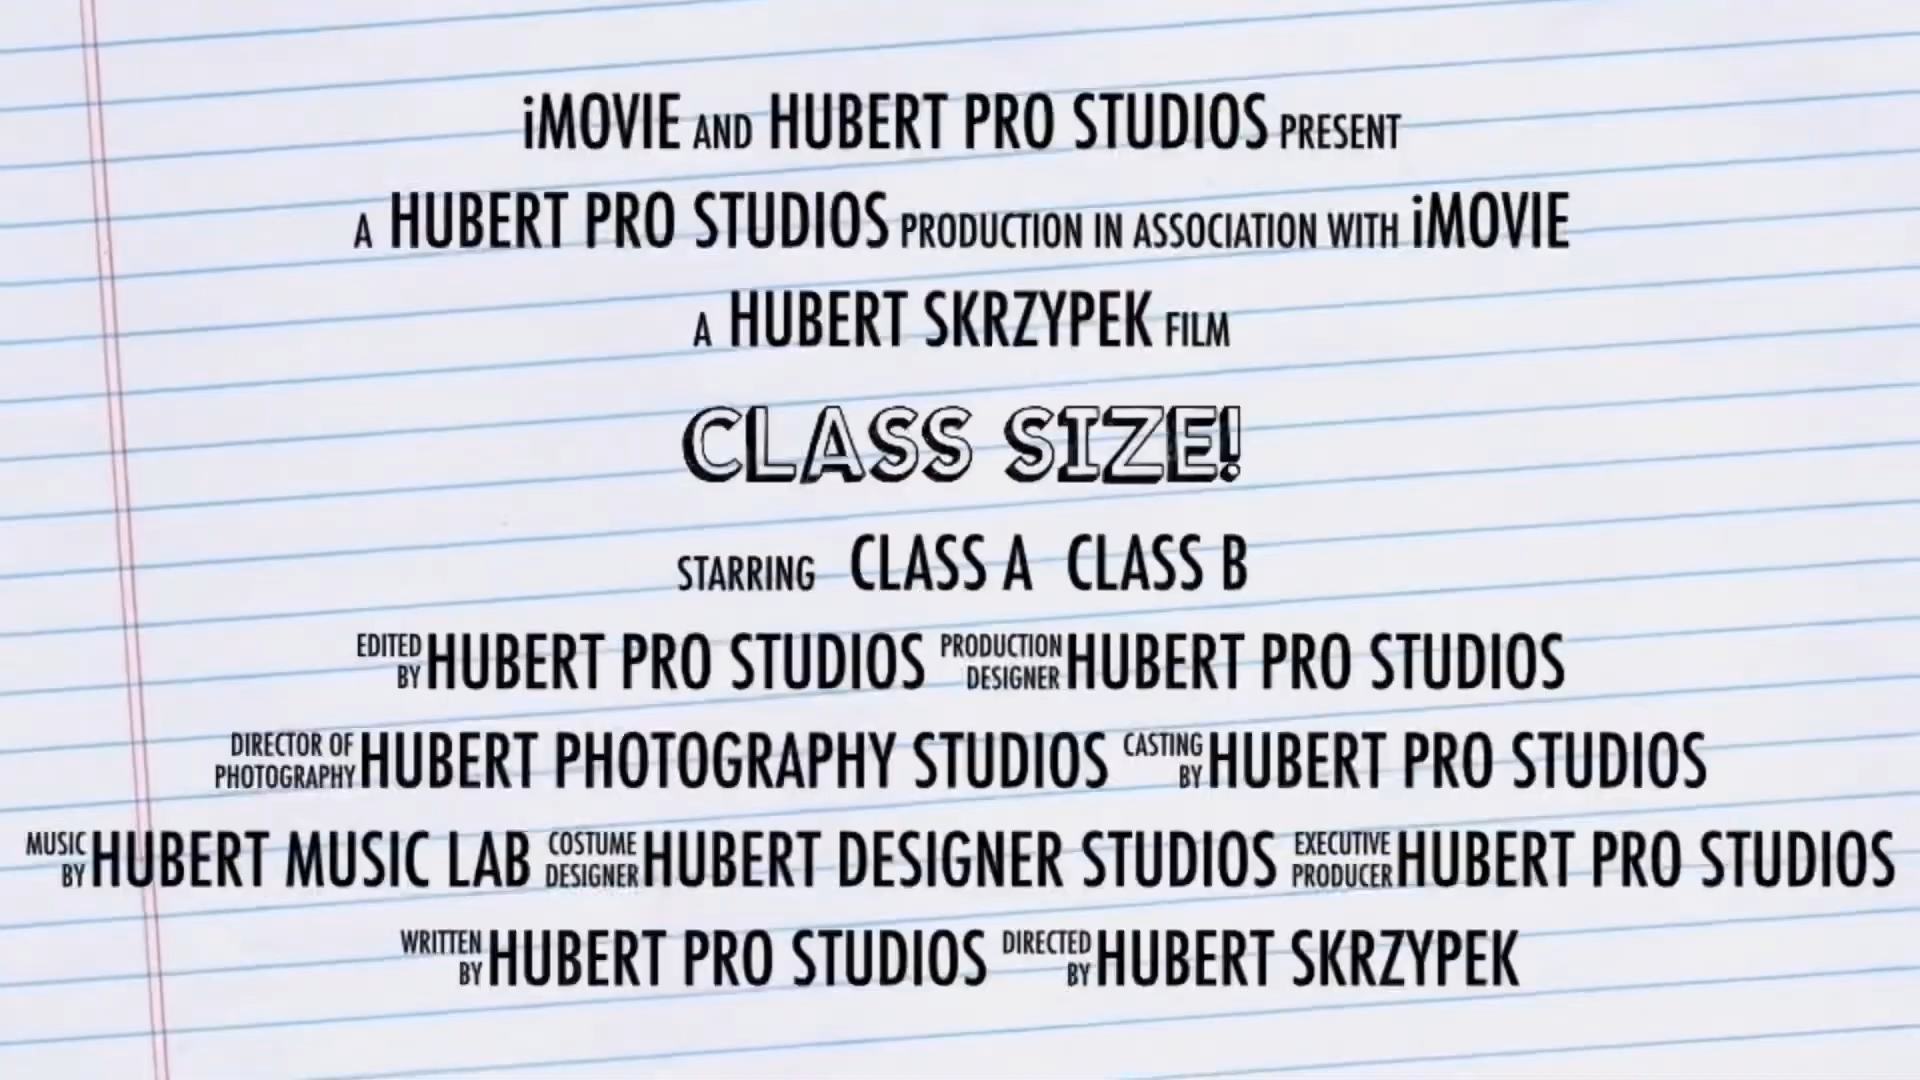 iMOVIE AND HUBERT PRO STUDIOS PRESENT
A HUBERT PRO STUDIOS PRODUCTION IN ASSOCIATION WITH iMOVIE
A HUBERT SKRZYPEK FILM
CLASS SIZE!
STARRING CLASS A CLASS B
EDITED BY HUBERT PRO STUDIOS PRODUCTION DESIGNER HUBERT PRO STUDIOS
DIRECTOR OF PHOTOGRAPHY HUBERT PHOTOGRAPHY STUDIOS CASTING BY HUBERT PRO STUDIOS
MUSIC BY HUBERT MUSIC LAB COSTUME DESIGNER HUBERT DESIGNER STUDIOS EXECUTIVE PRODUCER HUBERT PRO STUDIOS
WRITTEN BY HUBERT PRO STUDIOS DIRECTED BY HUBERT SKRZYPEK